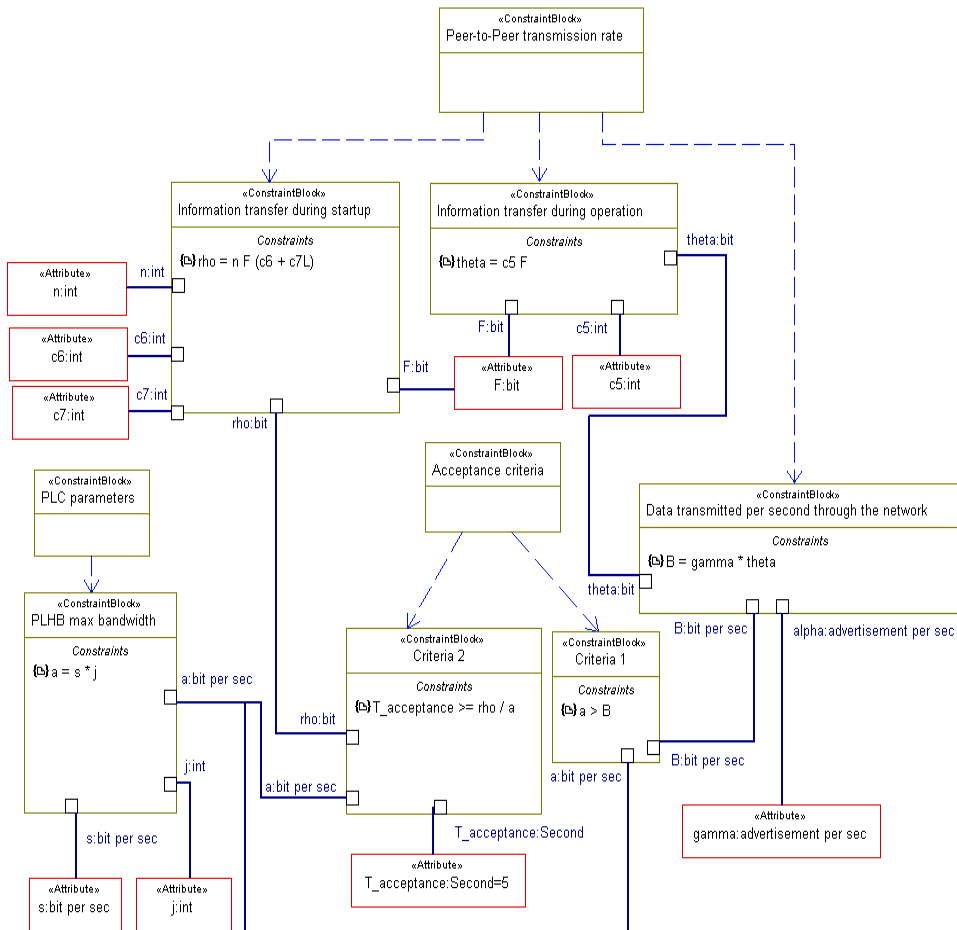 «ConstraintBlock»
Peer-to-Peer transmission rate
«ConstraintBlock»
Information transfer during startup
Constraints
rho = n F (c6 + c7L)
«ConstraintBlock»
Information transfer during operation
Constraints
theta = c5 F
theta:bit
«Attribute»
n:int
n:int
«Attribute»
c6:int
c6:int
«Attribute»
c7:int
c7:int
F:bit
rho:bit
F:bit
c5:int
«Attribute»
F:bit
«Attribute»
c5:int
«ConstraintBlock»
PLC parameters
«ConstraintBlock»
Acceptance criteria
«ConstraintBlock»
Data transmitted per second through the network
Constraints
B = gamma * theta
theta:bit
B:bit per sec
alpha:advertisement per sec
«ConstraintBlock»
PLHB max bandwidth
Constraints
a = s * j
a:bit per sec
j:int
s:bit per sec
«ConstraintBlock»
Criteria 2
Constraints
T_acceptance >= rho / a
rho:bit
a:bit per sec
T_acceptance:Second
«ConstraintBlock»
Criteria 1
Constraints
a > B
B:bit per sec
a:bit per sec
«Attribute»
gamma:advertisement per sec
«Attribute»
T_acceptance:Second=5
«Attribute»
s:bit per sec
«Attribute»
j:int